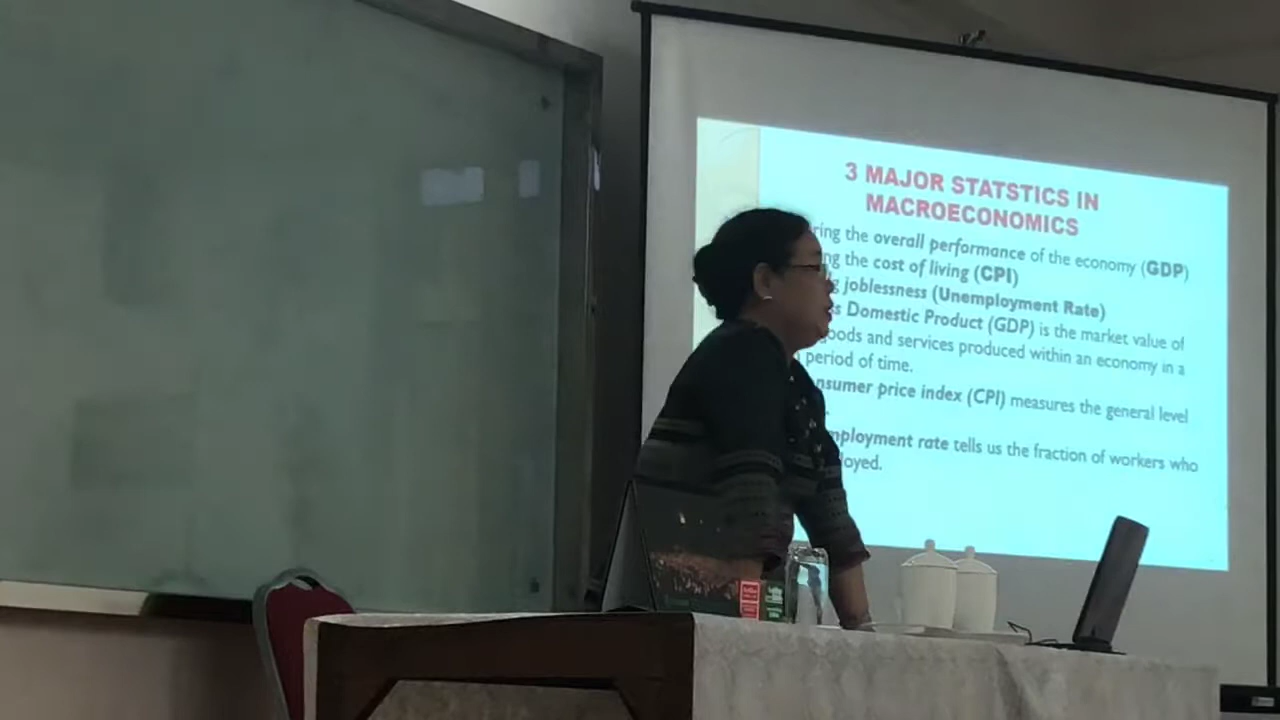 3 MAJOR STATSTICS IN
MACROECONOMICS
ring the overall performance of the economy (GDP)
ng the cost of living (CPI)
g joblessness (Unemployment Rate)
ss Domestic Product (GDP) is the market value of
oods and services produced within an economy in a
period of time.
nsumer price index (CPI) measures the general level
mployment rate tells us the fraction of workers who
loyed.